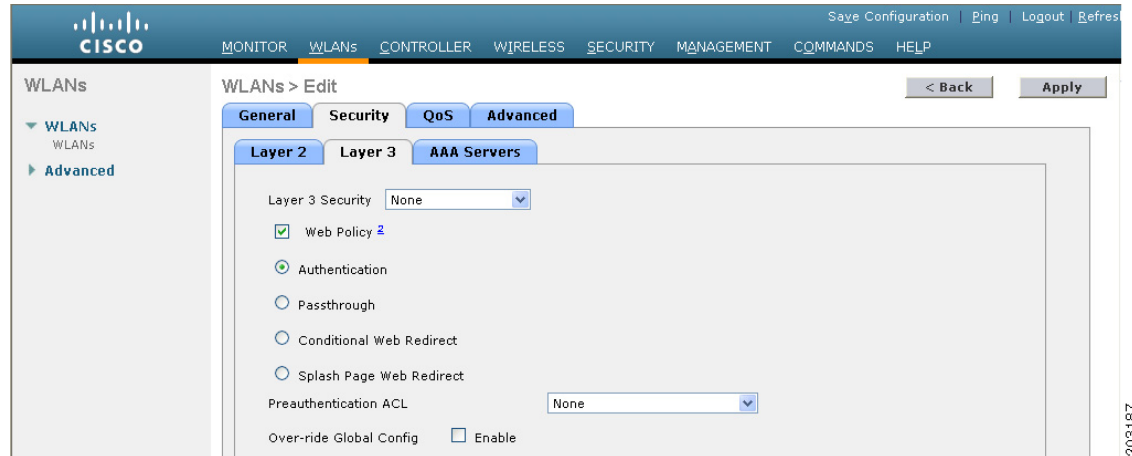 Save Configuration | Ping | Logout | Refres
CISCO
MONITOR WLANs CONTROLLER WIRELESS SECURITY MANAGEMENT COMMANDS HELP
WLANs
WLANs > Edit
< Back Apply
General Security QoS Advanced
WLANs
WLANs
Advanced
Layer 2 Layer 3 AAA Servers
Layer 3 Security None
Web Policy 2
Authentication
Passthrough
Conditional Web Redirect
Splash Page Web Redirect
Preauthentication ACL None
Over-ride Global Config Enable
203187